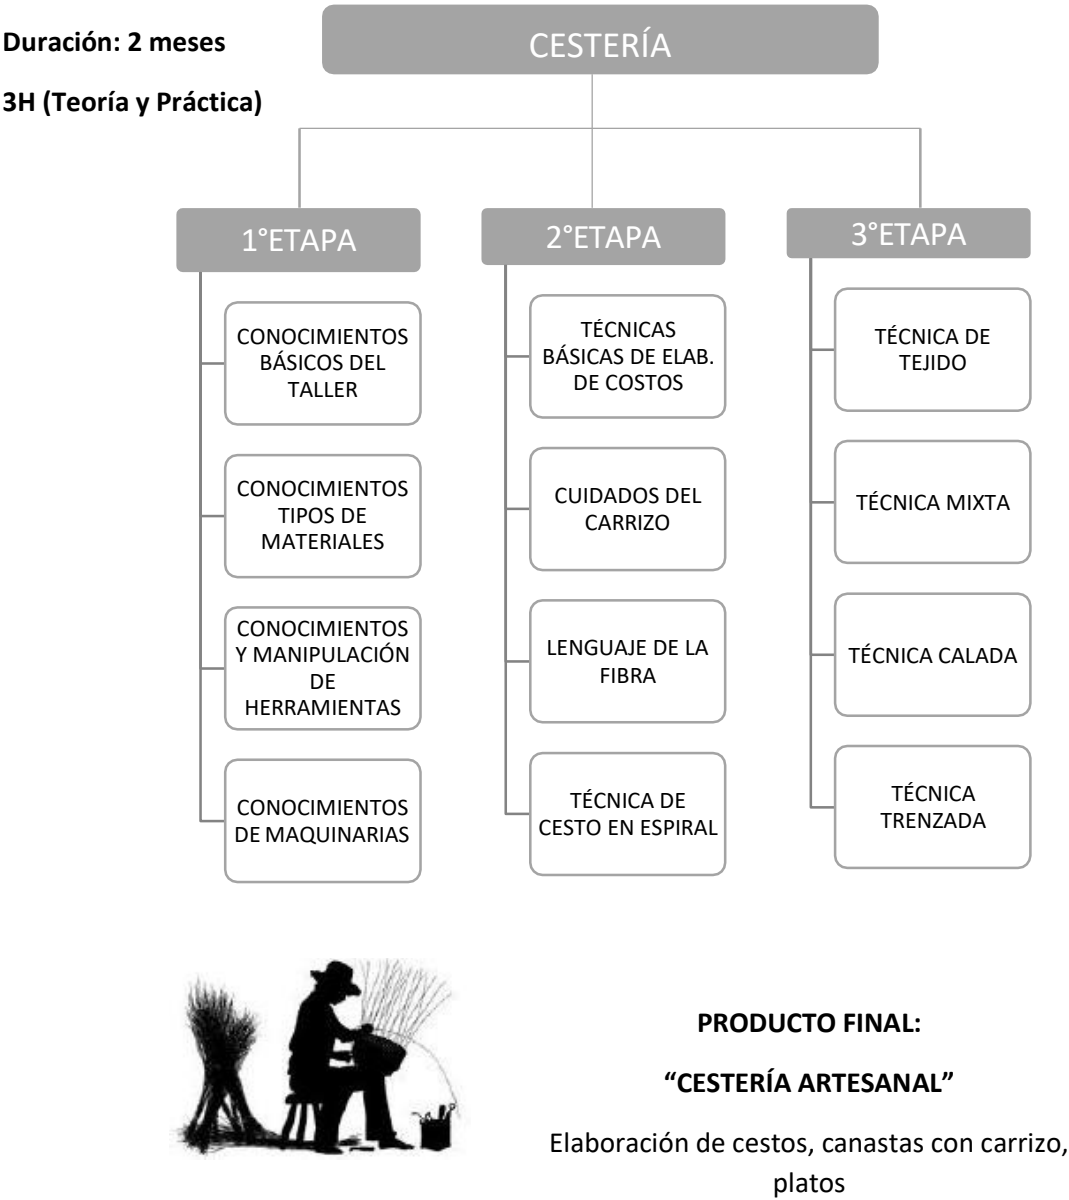 Duración: 2 meses
3H (Teoría y Práctica)
CESTERÍA
1°ETAPA
CONOCIMIENTOS
BÁSICOS DEL
TALLER
CONOCIMIENTOS
TIPOS DE
MATERIALES
CONOCIMIENTOS
Y MANIPULACIÓN
DE
HERRAMIENTAS
CONOCIMIENTOS
DE MAQUINARIAS
2°ETAPA
TÉCNICAS
BÁSICAS DE ELAB.
DE COSTOS
CUIDADOS DEL
CARRIZO
LENGUAJE DE LA
FIBRA
TÉCNICA DE
CESTO EN ESPIRAL
3°ETAPA
TÉCNICA DE
TEJIDO
TÉCNICA MIXTA
TÉCNICA CALADA
TÉCNICA
TRENZADA
PRODUCTO FINAL:
“CESTERÍA ARTESANAL”
Elaboración de cestos, canastas con carrizo,
platos